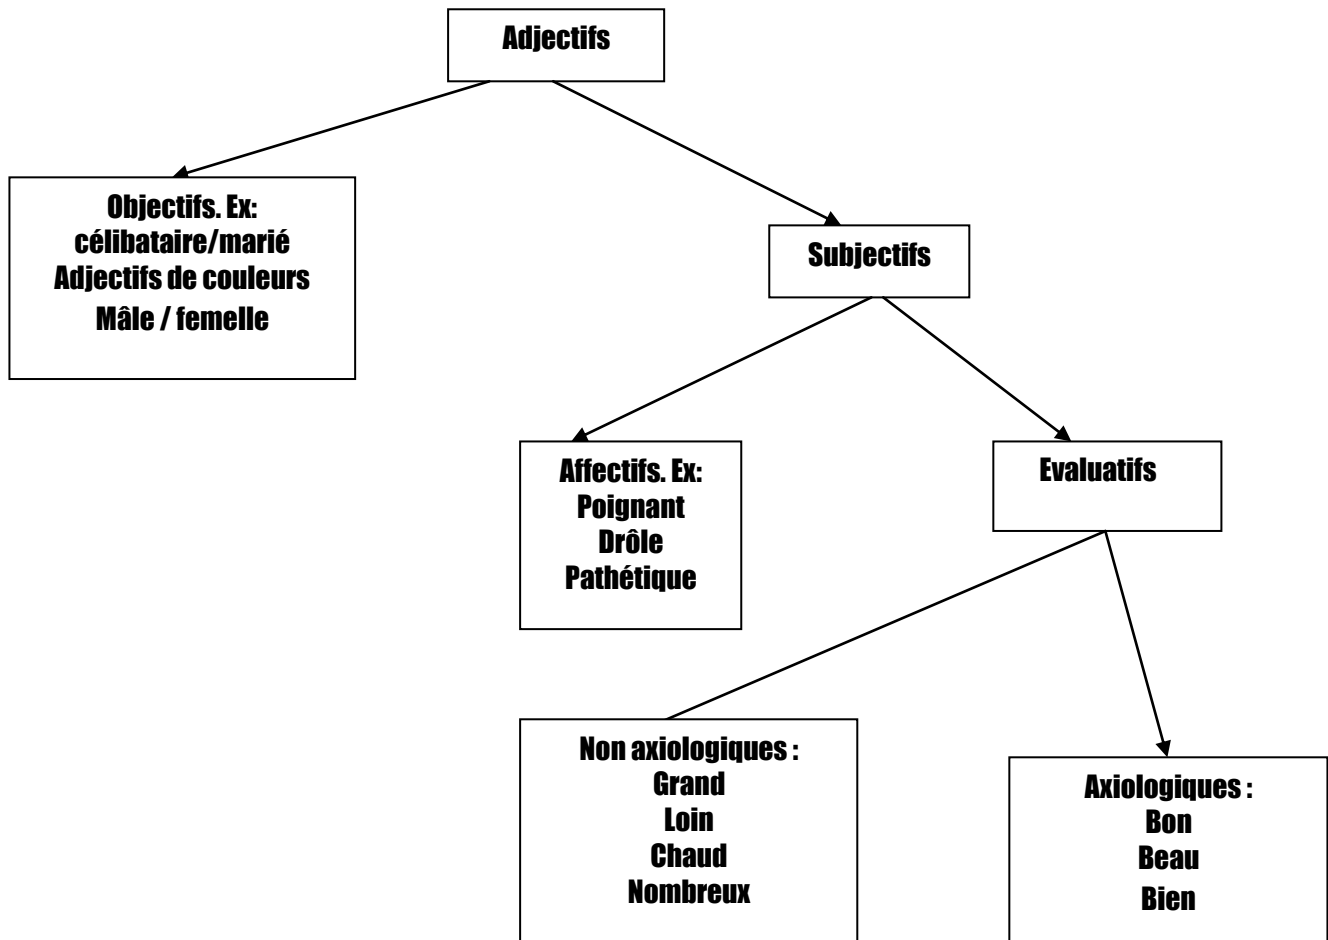 Adjectifs
Objectifs. Ex:
célibataire/marié
Adjectifs de couleurs
Mâle / femelle
Subjectifs
Affectifs. Ex:
Poignant
Drôle
Pathétique
Evaluatifs
Non axiologiques :
Grand
Loin
Chaud
Nombreux
Axiologiques :
Bon
Beau
Bien